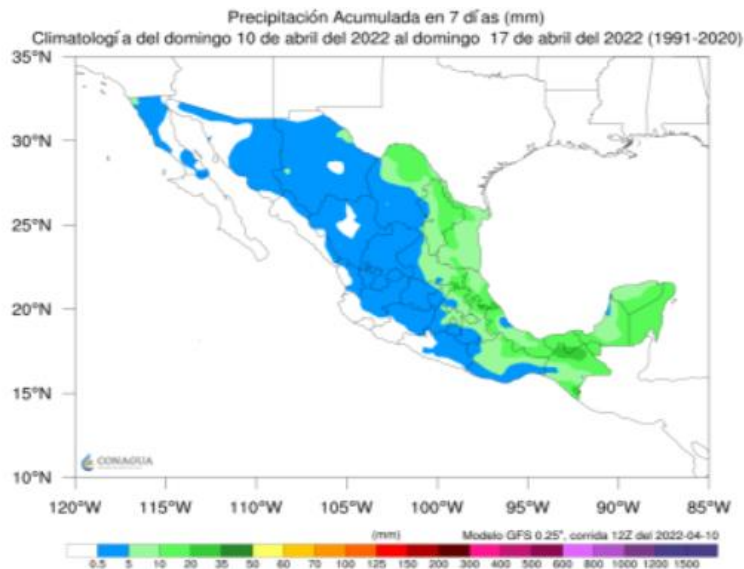 Precipitación Acumulada en 7 dí as (mm)
Climatologí a del domingo 10 de abril del 2022 al domingo 17 de abril del 2022 (1991-2020)
35°N
30°N
25°N
20°N
15°N
10°N
CONAGUA
120°W 115°W 110°W 105°W 100°W 95°W 90°W 85°W
(mm) Modelo GFS 0.25°, corrida 12Z del 2022-04-10
0.5 5 10 20 35 50 60 70 100 125 150 200 300 400 500 600 800 1000 1200 1500